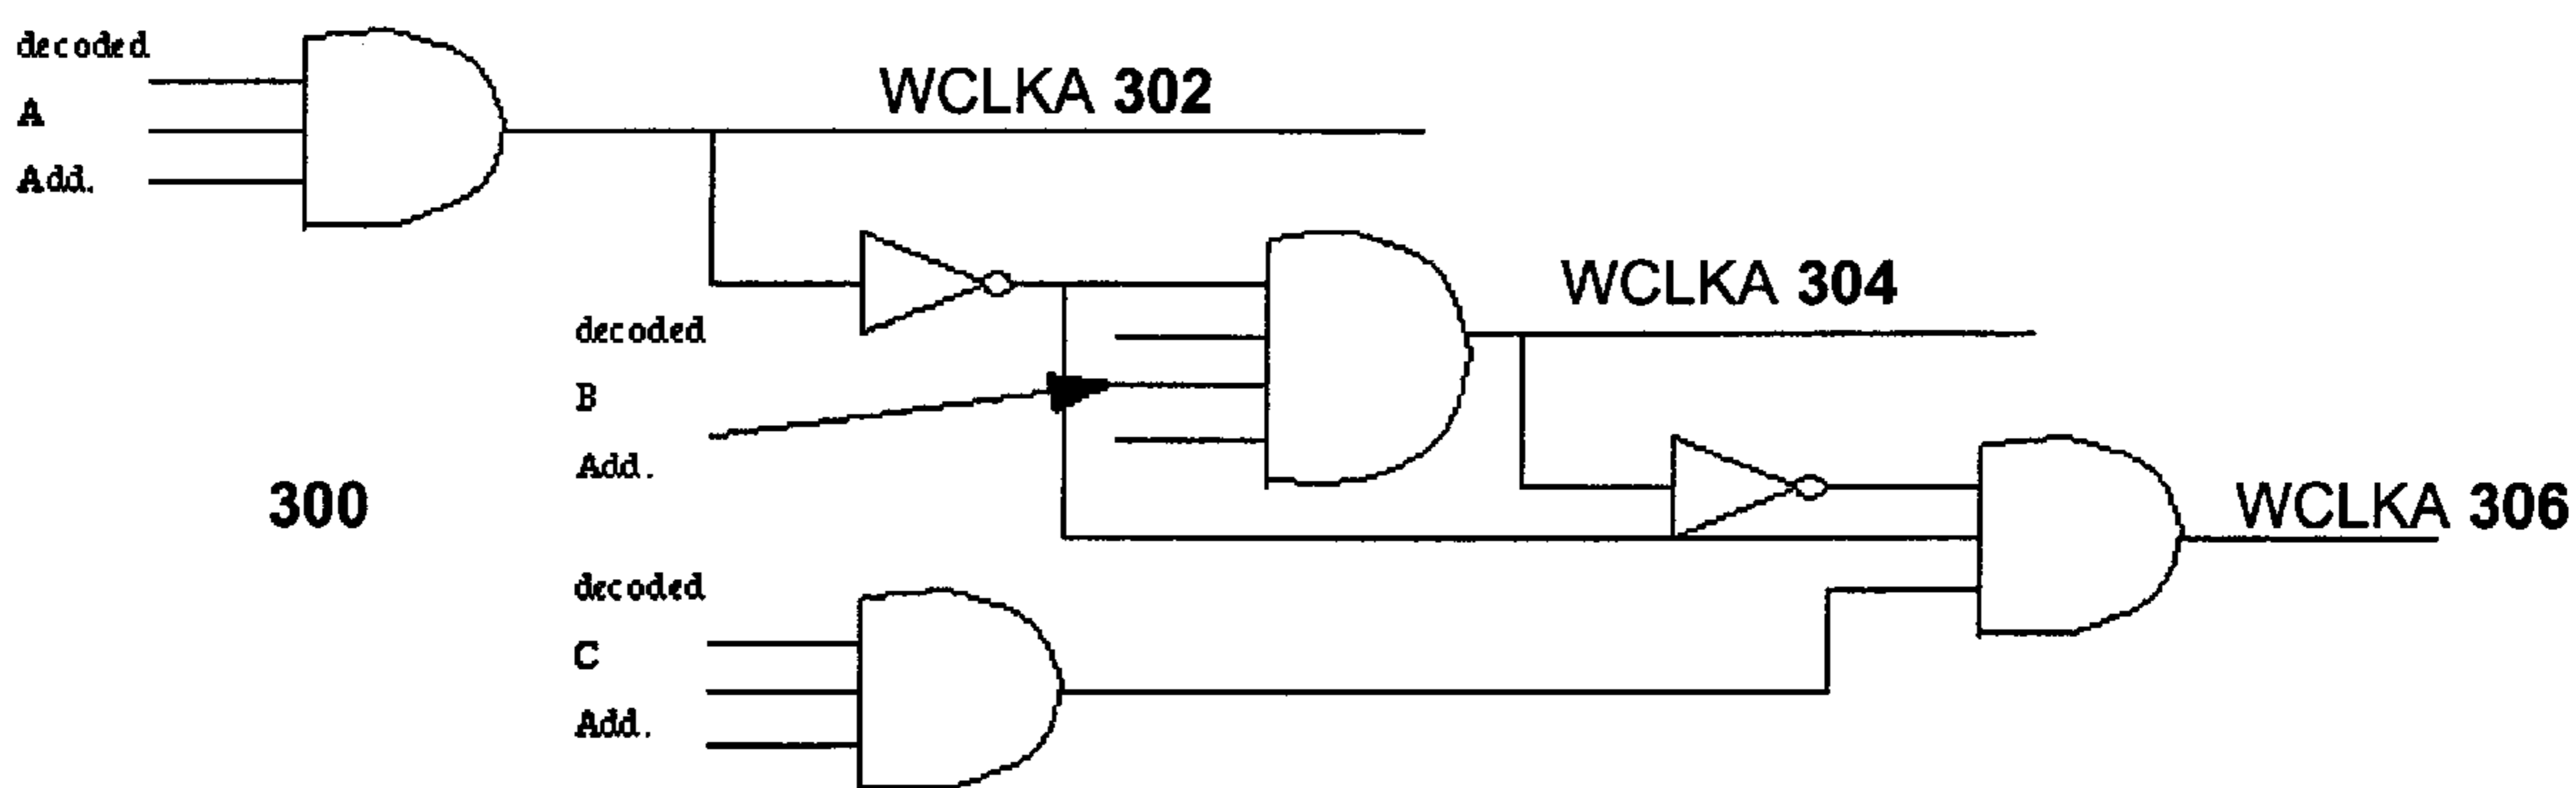 decoded
A
Add.
WCLKA 302
decoded
B
Add.
WCLKA 304
300
WCLKA 306
decoded
C
Add.